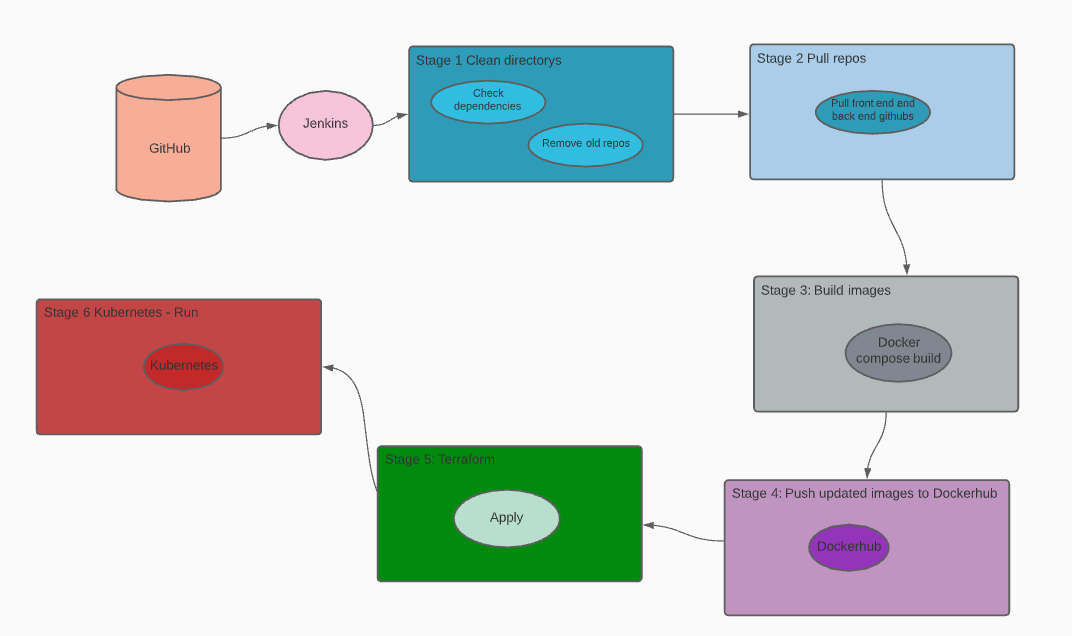 GitHub
Jenkins
Stage 1 Clean directorys
Check
dependencies
Remove old repos
Stage 2 Pull repos
Pull front end end
back end githubs
Stage 3: Build images
Docker
compose build
Stage 4: Push updated images to Dockerhub
Dockerhub
Stage 5: Terraform
Apply
Stage 6 Kubernetes - Run
Kubernetes